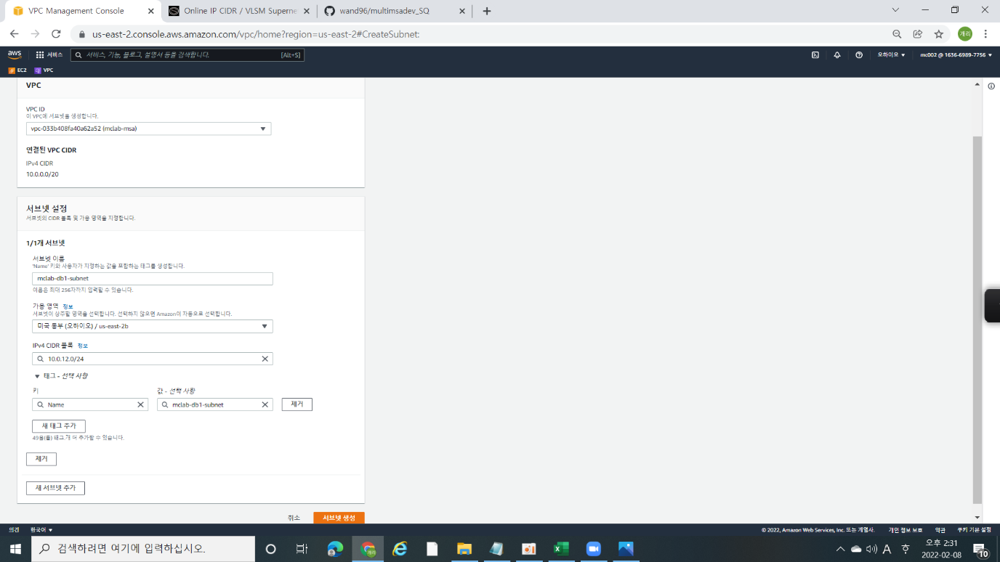 VPC Management Console
Online IP CIDR / VLSM Superne
wand96/multimsadev_SQ
us-east-2.console.aws.amazon.com/vpc/home?region=us-east-2#CreateSubnet:
개리
aws
서비스
서비스, 기능, 블로그, 설명서 등을 검색합니다.
[Alt+S]
오하이오 ▼
mc002 @ 1636-6989-7756 ▼
EC2
VPC
VPC
VPC ID
이 VPC에 서브넷을 생성합니다.
vpc-033b408fa40a62a52 (mclab-msa)
연결된 VPC CIDR
IPv4 CIDR
10.0.0.0/20
서브넷 설정
서브넷의 CIDR 블록 및 가용 영역을 지정합니다.
1/1개 서브넷
서브넷 이름
'Name' 키와 사용자가 지정하는 값을 포함하는 태그를 생성합니다.
mclab-db1-subnet
이름은 최대 256자까지 입력할 수 있습니다.
가용 영역 정보
서브넷이 상주할 영역을 선택합니다. 선택하지 않으면 Amazon이 자동으로 선택합니다.
미국 동부 (오하이오) / us-east-2b
IPv4 CIDR 블록 정보
10.0.12.0/24
▼ 태그 - 선택 사항
키
값 - 선택 사항
Name
mclab-db1-subnet
제거
새 태그 추가
49을(를) 태그.개 더 추가할 수 있습니다.
제거
새 서브넷 추가
취소
서브넷 생성
의견
한국어 ▼
© 2022, Amazon Web Services, Inc. 또는 계열사.
개인 정보 보호
약관
쿠키 기본 설정
검색하려면 여기에 입력하십시오.
A
오후 2:31
2022-02-08
10